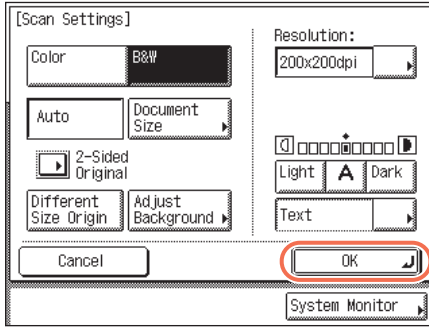 [Scan Settings]
Resolution:
Color
B&W
200x200dpi
Auto
Document
Size
2-Sided
Original
Light
A
Dark
Different
Size Origin
Adjust
Background
Text
Cancel
OK
System Monitor